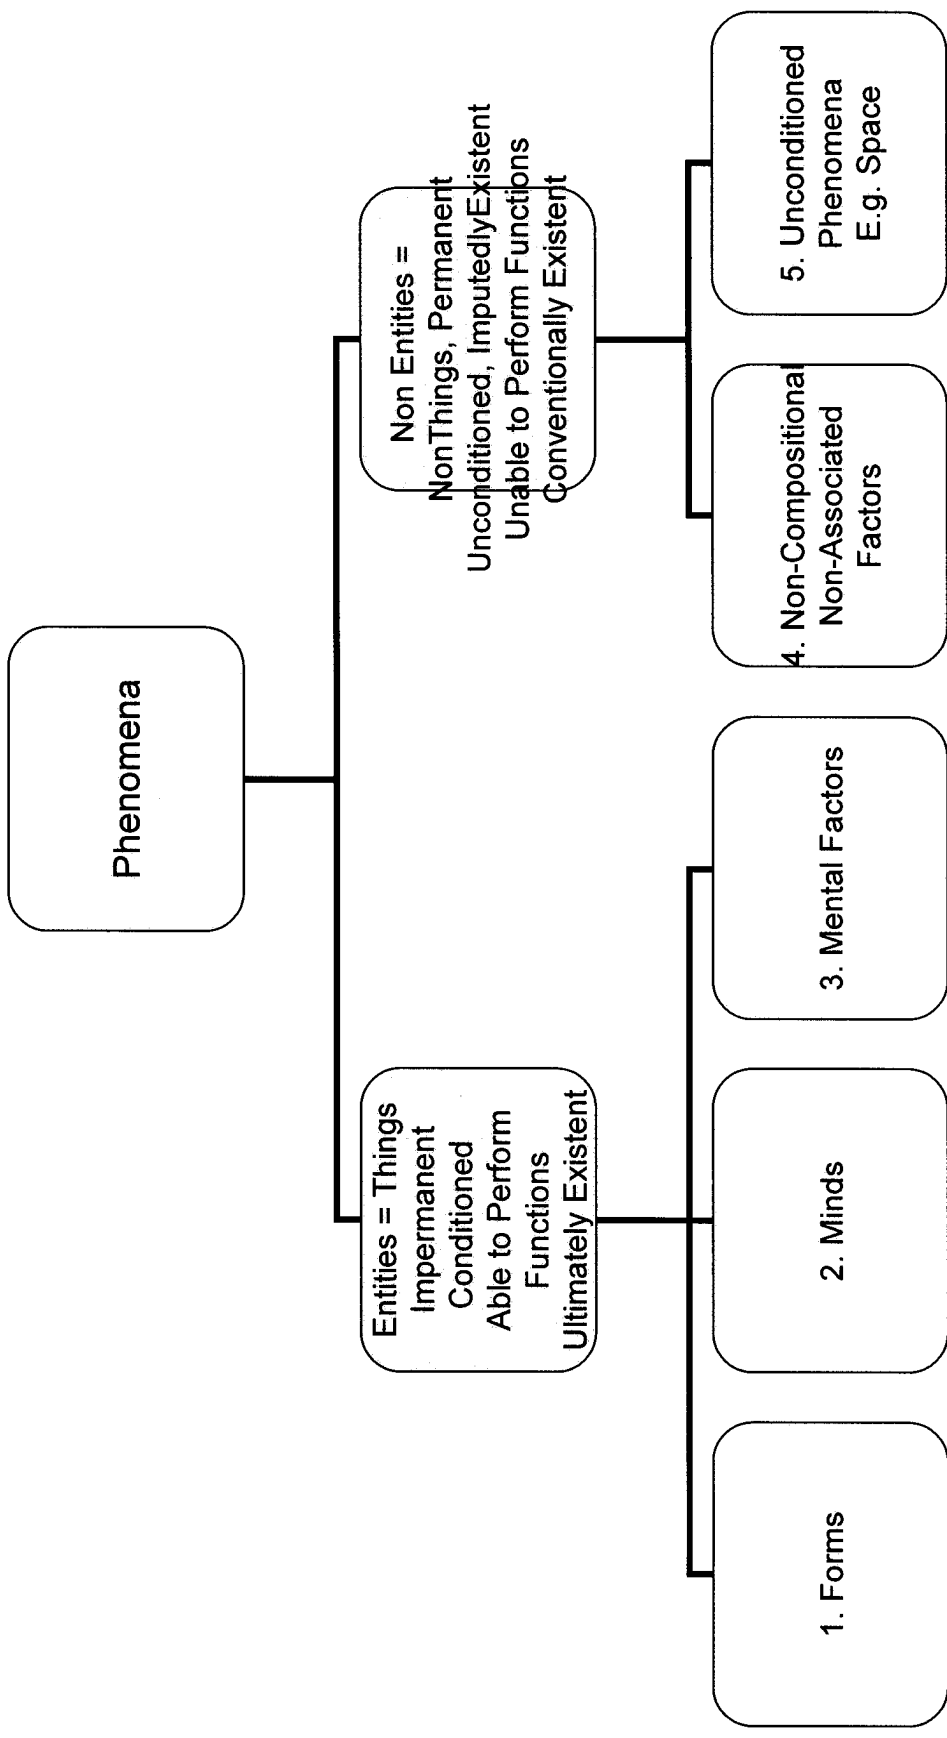 Phenomena
Entities = Things
Impermanent
Conditioned
Able to Perform
Functions
Ultimately Existent
Non Entities =
NonThings, Permanent
Unconditioned, ImputedlyExistent
Unable to Perform Functions
Conventionally Existent
1. Forms
2. Minds
3. Mental Factors
4. Non-Compositional
Non-Associated
Factors
5. Unconditioned
Phenomena
E.g. Space